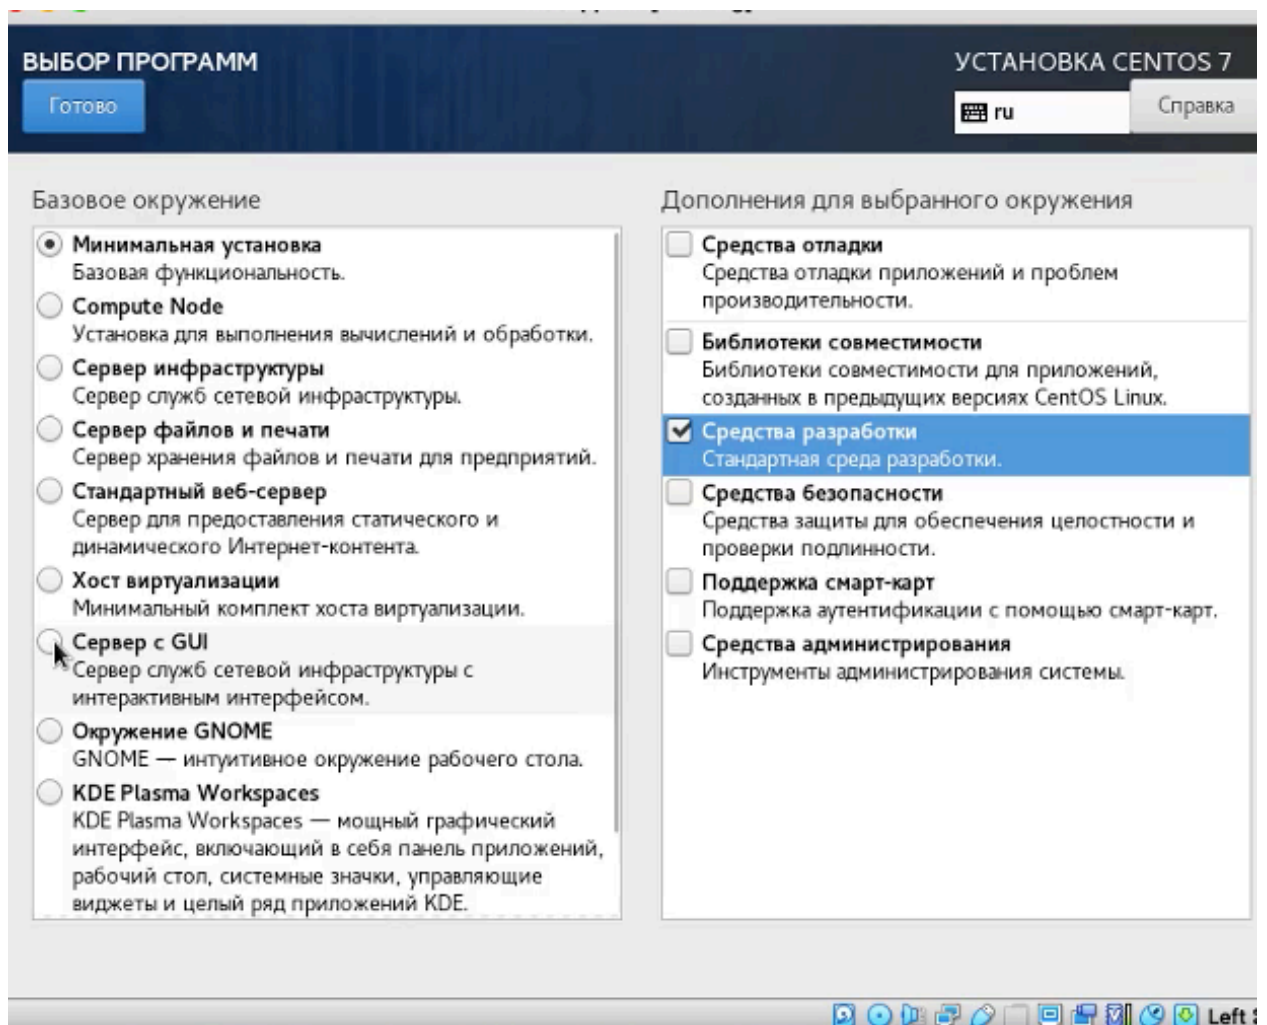 ВЫБОР ПРОГРАММ
УСТАНОВКА CENTOS 7
Готово
ru
Справка
Базовое окружение
Минимальная установка
Базовая функциональность.
Compute Node
Установка для выполнения вычислений и обработки.
Сервер инфраструктуры
Сервер служб сетевой инфраструктуры.
Сервер файлов и печати
Сервер хранения файлов и печати для предприятий.
Стандартный веб-сервер
Сервер для предоставления статического и
динамического Интернет-контента.
Хост виртуализации
Минимальный комплект хоста виртуализации.
Сервер с GUI
Сервер служб сетевой инфраструктуры с
интерактивным интерфейсом.
Окружение GNOME
GNOME — интуитивное окружение рабочего стола.
KDE Plasma Workspaces
KDE Plasma Workspaces — мощный графический
интерфейс, включающий в себя панель приложений,
рабочий стол, системные значки, управляющие
виджеты и целый ряд приложений KDE.
Дополнения для выбранного окружения
Средства отладки
Средства отладки приложений и проблем
производительности.
Библиотеки совместимости
Библиотеки совместимости для приложений,
созданных в предыдущих версиях CentOS Linux.
Средства разработки
Стандартная среда разработки.
Средства безопасности
Средства защиты для обеспечения целостности и
проверки подлинности.
Поддержка смарт-карт
Поддержка аутентификации с помощью смарт-карт.
Средства администрирования
Инструменты администрирования системы.
Left